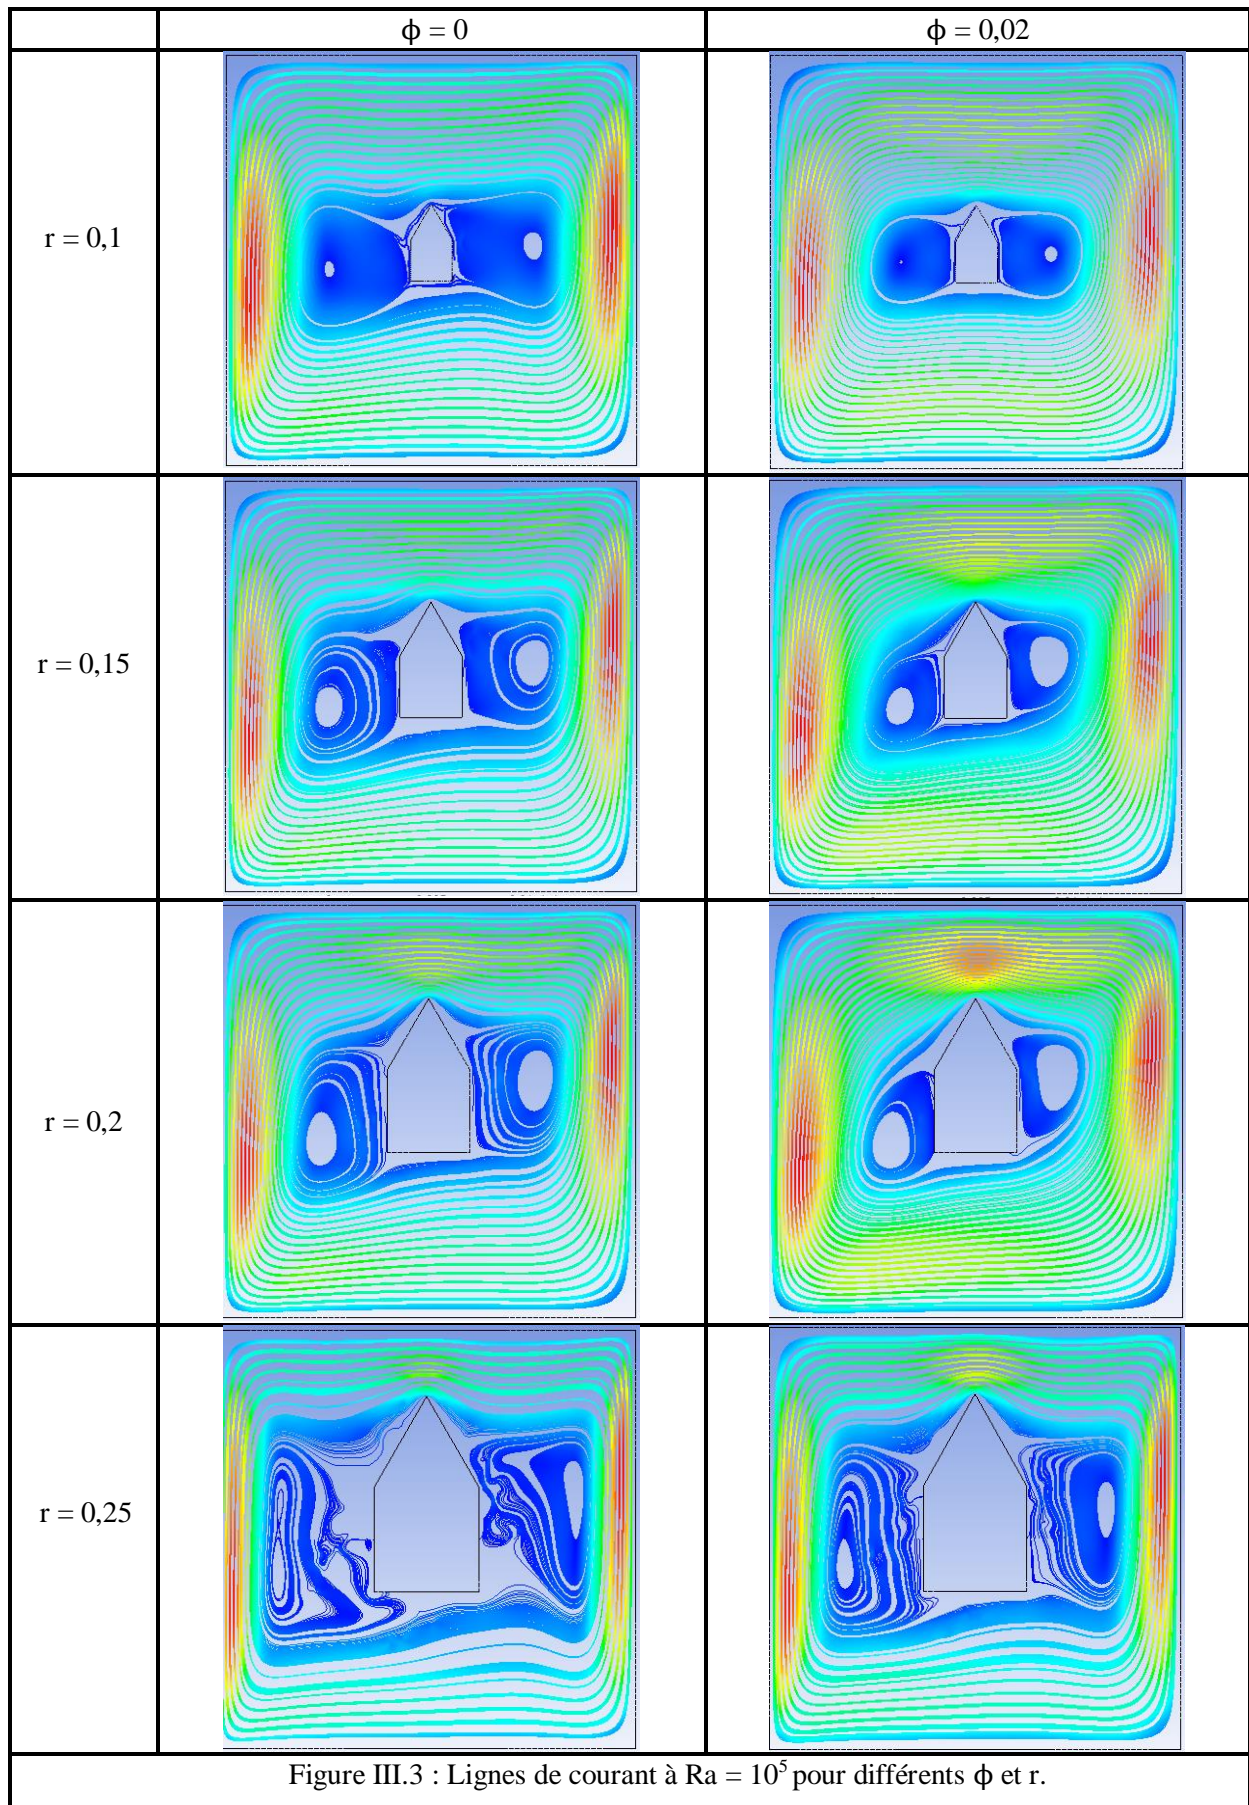 ϕ = 0
ϕ = 0,02
r = 0,1
r = 0,15
r = 0,2
r = 0,25
Figure III.3 : Lignes de courant à Ra = 10⁵ pour différents ϕ et r.